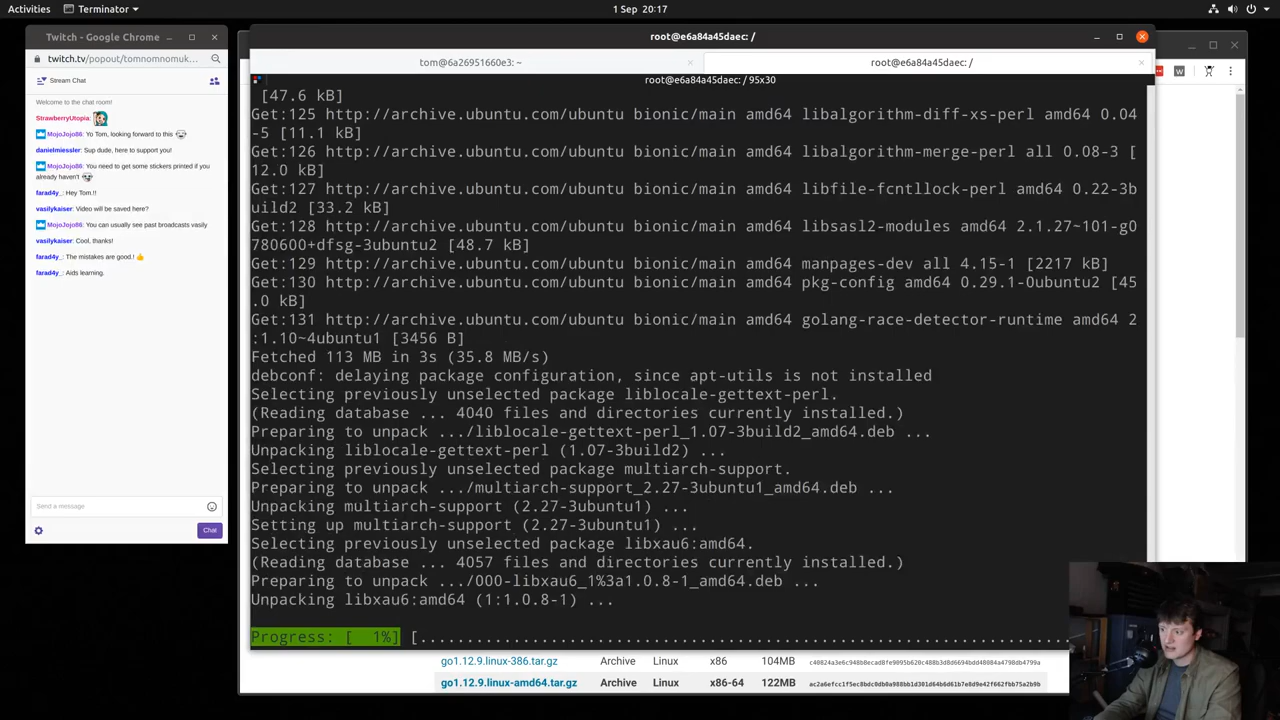 Activities
Terminator
1 Sep 20:17
Twitch - Google Chrome
twitch.tv/popout/tomnomnomuk...
Stream Chat
Welcome to the chat room!
StrawberryUtopia:
MojoJojo86: Yo Tom, looking forward to this
danielmiessler: Sup dude, here to support you!
MojoJojo86: You need to get some stickers printed if you
already haven't
farad4y_: Hey Tom.!!
vasilykaiser: Video will be saved here?
MojoJojo86: You can usually see past broadcasts vasily
vasilykaiser: Cool, thanks!
farad4y_: The mistakes are good.! 👍
farad4y_: Aids learning.
Send a message
Chat
root@e6a84a45daec: /
tom@6a26951660e3: ~
root@e6a84a45daec: /
root@e6a84a45daec: / 95x30
[47.6 kB]
Get:125 http://archive.ubuntu.com/ubuntu bionic/main amd64 libalgorithm-diff-xs-perl amd64 0.04
-5 [11.1 kB]
Get:126 http://archive.ubuntu.com/ubuntu bionic/main amd64 libalgorithm-merge-perl all 0.08-3 [
12.0 kB]
Get:127 http://archive.ubuntu.com/ubuntu bionic/main amd64 libfile-fcntllock-perl amd64 0.22-3b
uild2 [33.2 kB]
Get:128 http://archive.ubuntu.com/ubuntu bionic/main amd64 libsasl2-modules amd64 2.1.27~101-g0
780600+dfsg-3ubuntu2 [48.7 kB]
Get:129 http://archive.ubuntu.com/ubuntu bionic/main amd64 manpages-dev all 4.15-1 [2217 kB]
Get:130 http://archive.ubuntu.com/ubuntu bionic/main amd64 pkg-config amd64 0.29.1-0ubuntu2 [45
.0 kB]
Get:131 http://archive.ubuntu.com/ubuntu bionic/main amd64 golang-race-detector-runtime amd64 2
:1.10~4ubuntu1 [3456 B]
Fetched 113 MB in 3s (35.8 MB/s)
debconf: delaying package configuration, since apt-utils is not installed
Selecting previously unselected package liblocale-gettext-perl.
(Reading database ... 4040 files and directories currently installed.)
Preparing to unpack .../liblocale-gettext-perl_1.07-3build2_amd64.deb ...
Unpacking liblocale-gettext-perl (1.07-3build2) ...
Selecting previously unselected package multiarch-support.
Preparing to unpack .../multiarch-support_2.27-3ubuntu1_amd64.deb ...
Unpacking multiarch-support (2.27-3ubuntu1) ...
Setting up multiarch-support (2.27-3ubuntu1) ...
Selecting previously unselected package libxau6:amd64.
(Reading database ... 4057 files and directories currently installed.)
Preparing to unpack .../000-libxau6_1%3a1.0.8-1_amd64.deb ...
Unpacking libxau6:amd64 (1:1.0.8-1) ...
Progress: [  1%] [......................................................................
go1.12.9.linux-386.tar.gz Archive Linux x86 104MB
go1.12.9.linux-amd64.tar.gz Archive Linux x86-64 122MB